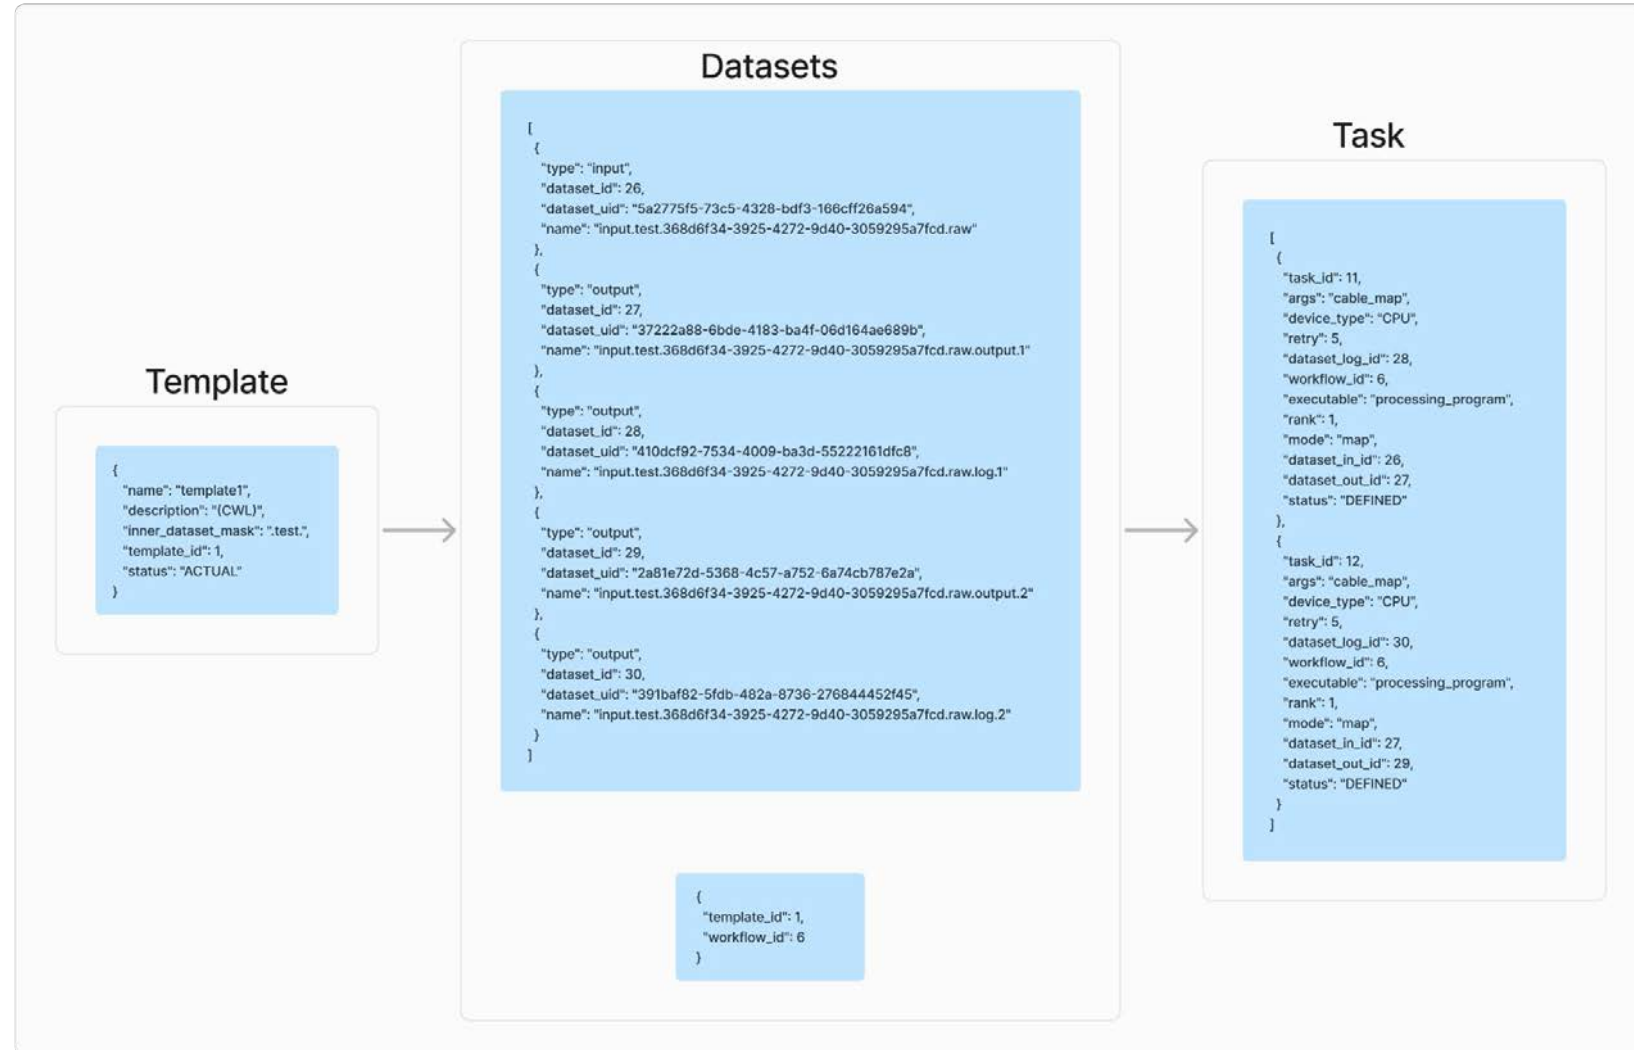 Template
{
"name": "template1",
"description": "(CWL)",
"inner_dataset_mask": ".test.",
"template_id": 1,
"status": "ACTUAL"
}
Datasets
[
{
"type": "input",
"dataset_id": 26,
"dataset_uid": "5a2775f5-73c5-4328-bdf3-166cff26a594",
"name": "input.test.368d6f34-3925-4272-9d40-3059295a7fcd.raw"
},
{
"type": "output",
"dataset_id": 27,
"dataset_uid": "37222a88-6bde-4183-ba4f-06d164ae689b",
"name": "input.test.368d6f34-3925-4272-9d40-3059295a7fcd.raw.output.1"
},
{
"type": "output",
"dataset_id": 28,
"dataset_uid": "410dcf92-7534-4009-ba3d-55222161dfc8",
"name": "input.test.368d6f34-3925-4272-9d40-3059295a7fcd.raw.log.1"
},
{
"type": "output",
"dataset_id": 29,
"dataset_uid": "2a81e72d-5368-4c57-a752-6a74cb787e2a",
"name": "input.test.368d6f34-3925-4272-9d40-3059295a7fcd.raw.output.2"
},
{
"type": "output",
"dataset_id": 30,
"dataset_uid": "391baf82-5fdb-482a-8736-276844452f45",
"name": "input.test.368d6f34-3925-4272-9d40-3059295a7fcd.raw.log.2"
}
]
{
"template_id": 1,
"workflow_id": 6
}
Task
[
{
"task_id": 11,
"args": "cable_map",
"device_type": "CPU",
"retry": 5,
"dataset_log_id": 28,
"workflow_id": 6,
"executable": "processing_program",
"rank": 1,
"mode": "map",
"dataset_in_id": 26,
"dataset_out_id": 27,
"status": "DEFINED"
},
{
"task_id": 12,
"args": "cable_map",
"device_type": "CPU",
"retry": 5,
"dataset_log_id": 30,
"workflow_id": 6,
"executable": "processing_program",
"rank": 1,
"mode": "map",
"dataset_in_id": 27,
"dataset_out_id": 29,
"status": "DEFINED"
}
]